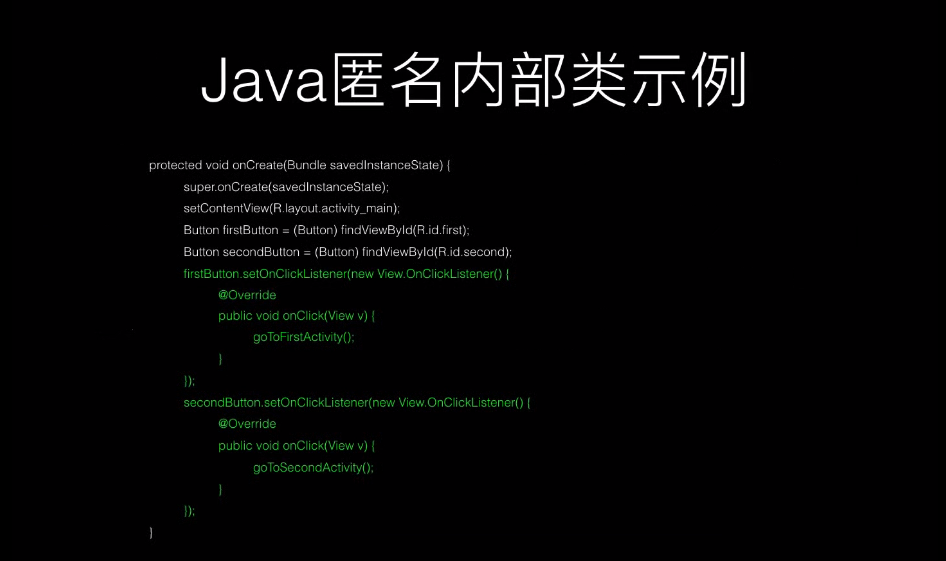 Java匿名内部类示例
protected void onCreate(Bundle savedInstanceState) {
super.onCreate(savedInstanceState);
setContentView(R.layout.activity_main);
Button firstButton = (Button) findViewById(R.id.first);
Button secondButton = (Button) findViewById(R.id.second);
firstButton.setOnClickListener(new View.OnClickListener() {
@Override
public void onClick(View v) {
goToFirstActivity();
}
});
secondButton.setOnClickListener(new View.OnClickListener() {
@Override
public void onClick(View v) {
goToSecondActivity();
}
});
}